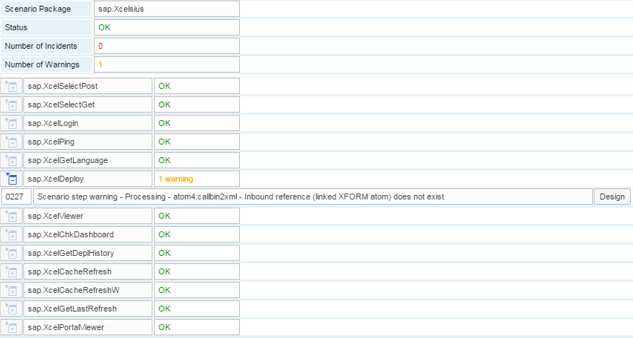 Scenario Package sap.Xcelsius
Status OK
Number of Incidents 0
Number of Warnings 1
sap.XcelSelectPost OK
sap.XcelSelectGet OK
sap.XcelLogin OK
sap.XcelPing OK
sap.XcelGetLanguage OK
sap.XcelDeploy 1 warning
0227 Scenario step warning - Processing - atom4:callbin2xml - Inbound reference (linked XFORM atom) does not exist Design
sap.XcelViewer OK
sap.XcelChkDashboard OK
sap.XcelGetDeplHistory OK
sap.XcelCacheRefresh OK
sap.XcelCacheRefreshW OK
sap.XcelGetLastRefresh OK
sap.XcelPortalViewer OK